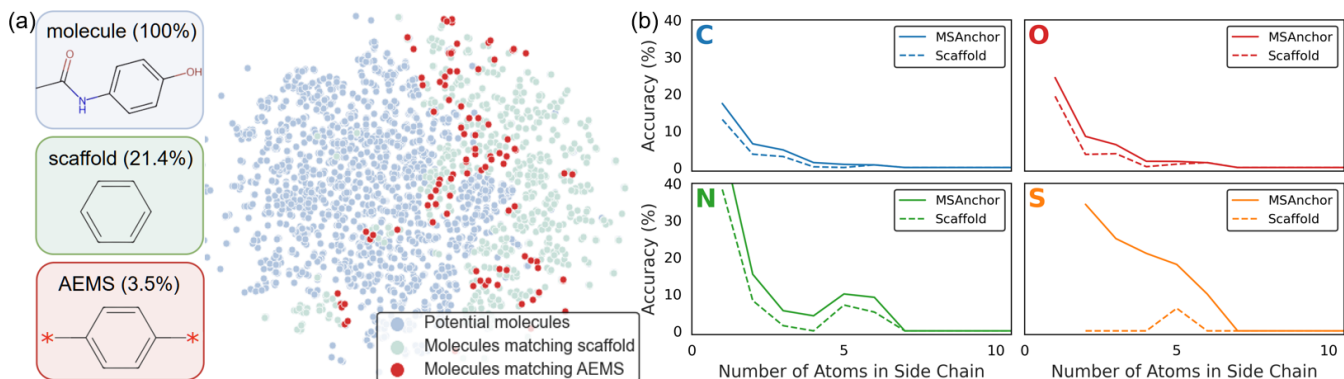 (a)
molecule (100%)
O
OH
N
H
scaffold (21.4%)
AEMS (3.5%)
* *
Potential molecules
Molecules matching scaffold
Molecules matching AEMS
(b)
Accuracy (%)
40
30
20
10
0
C
MSAnchor
Scaffold
O
MSAnchor
Scaffold
Accuracy (%)
40
30
20
10
0
N
MSAnchor
Scaffold
S
MSAnchor
Scaffold
0 5 10
0 5 10
Number of Atoms in Side Chain
Number of Atoms in Side Chain